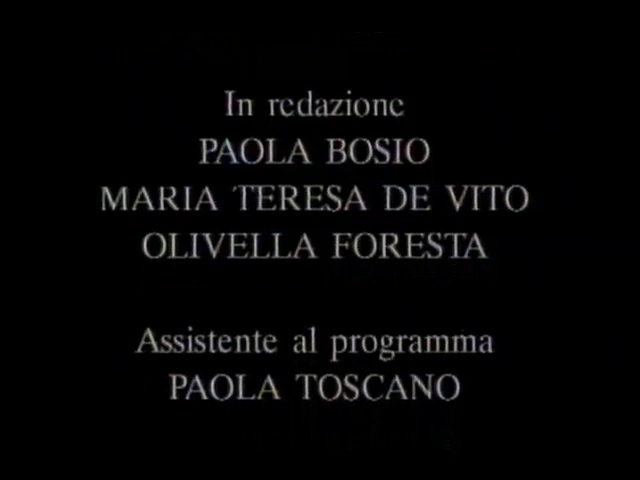 In redazione
PAOLA BOSIO
MARIA TERESA DE VITO
OLIVELLA FORESTA
Assistente al programma
PAOLA TOSCANO